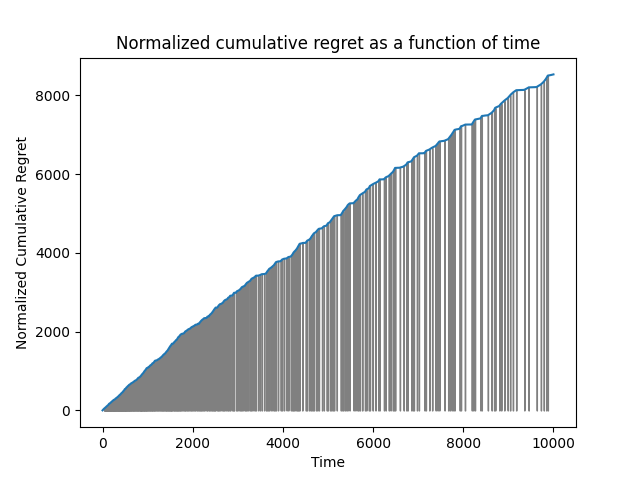 Normalized cumulative regret as a function of time
Normalized Cumulative Regret
8000
6000
4000
2000
0
0 2000 4000 6000 8000 10000
Time